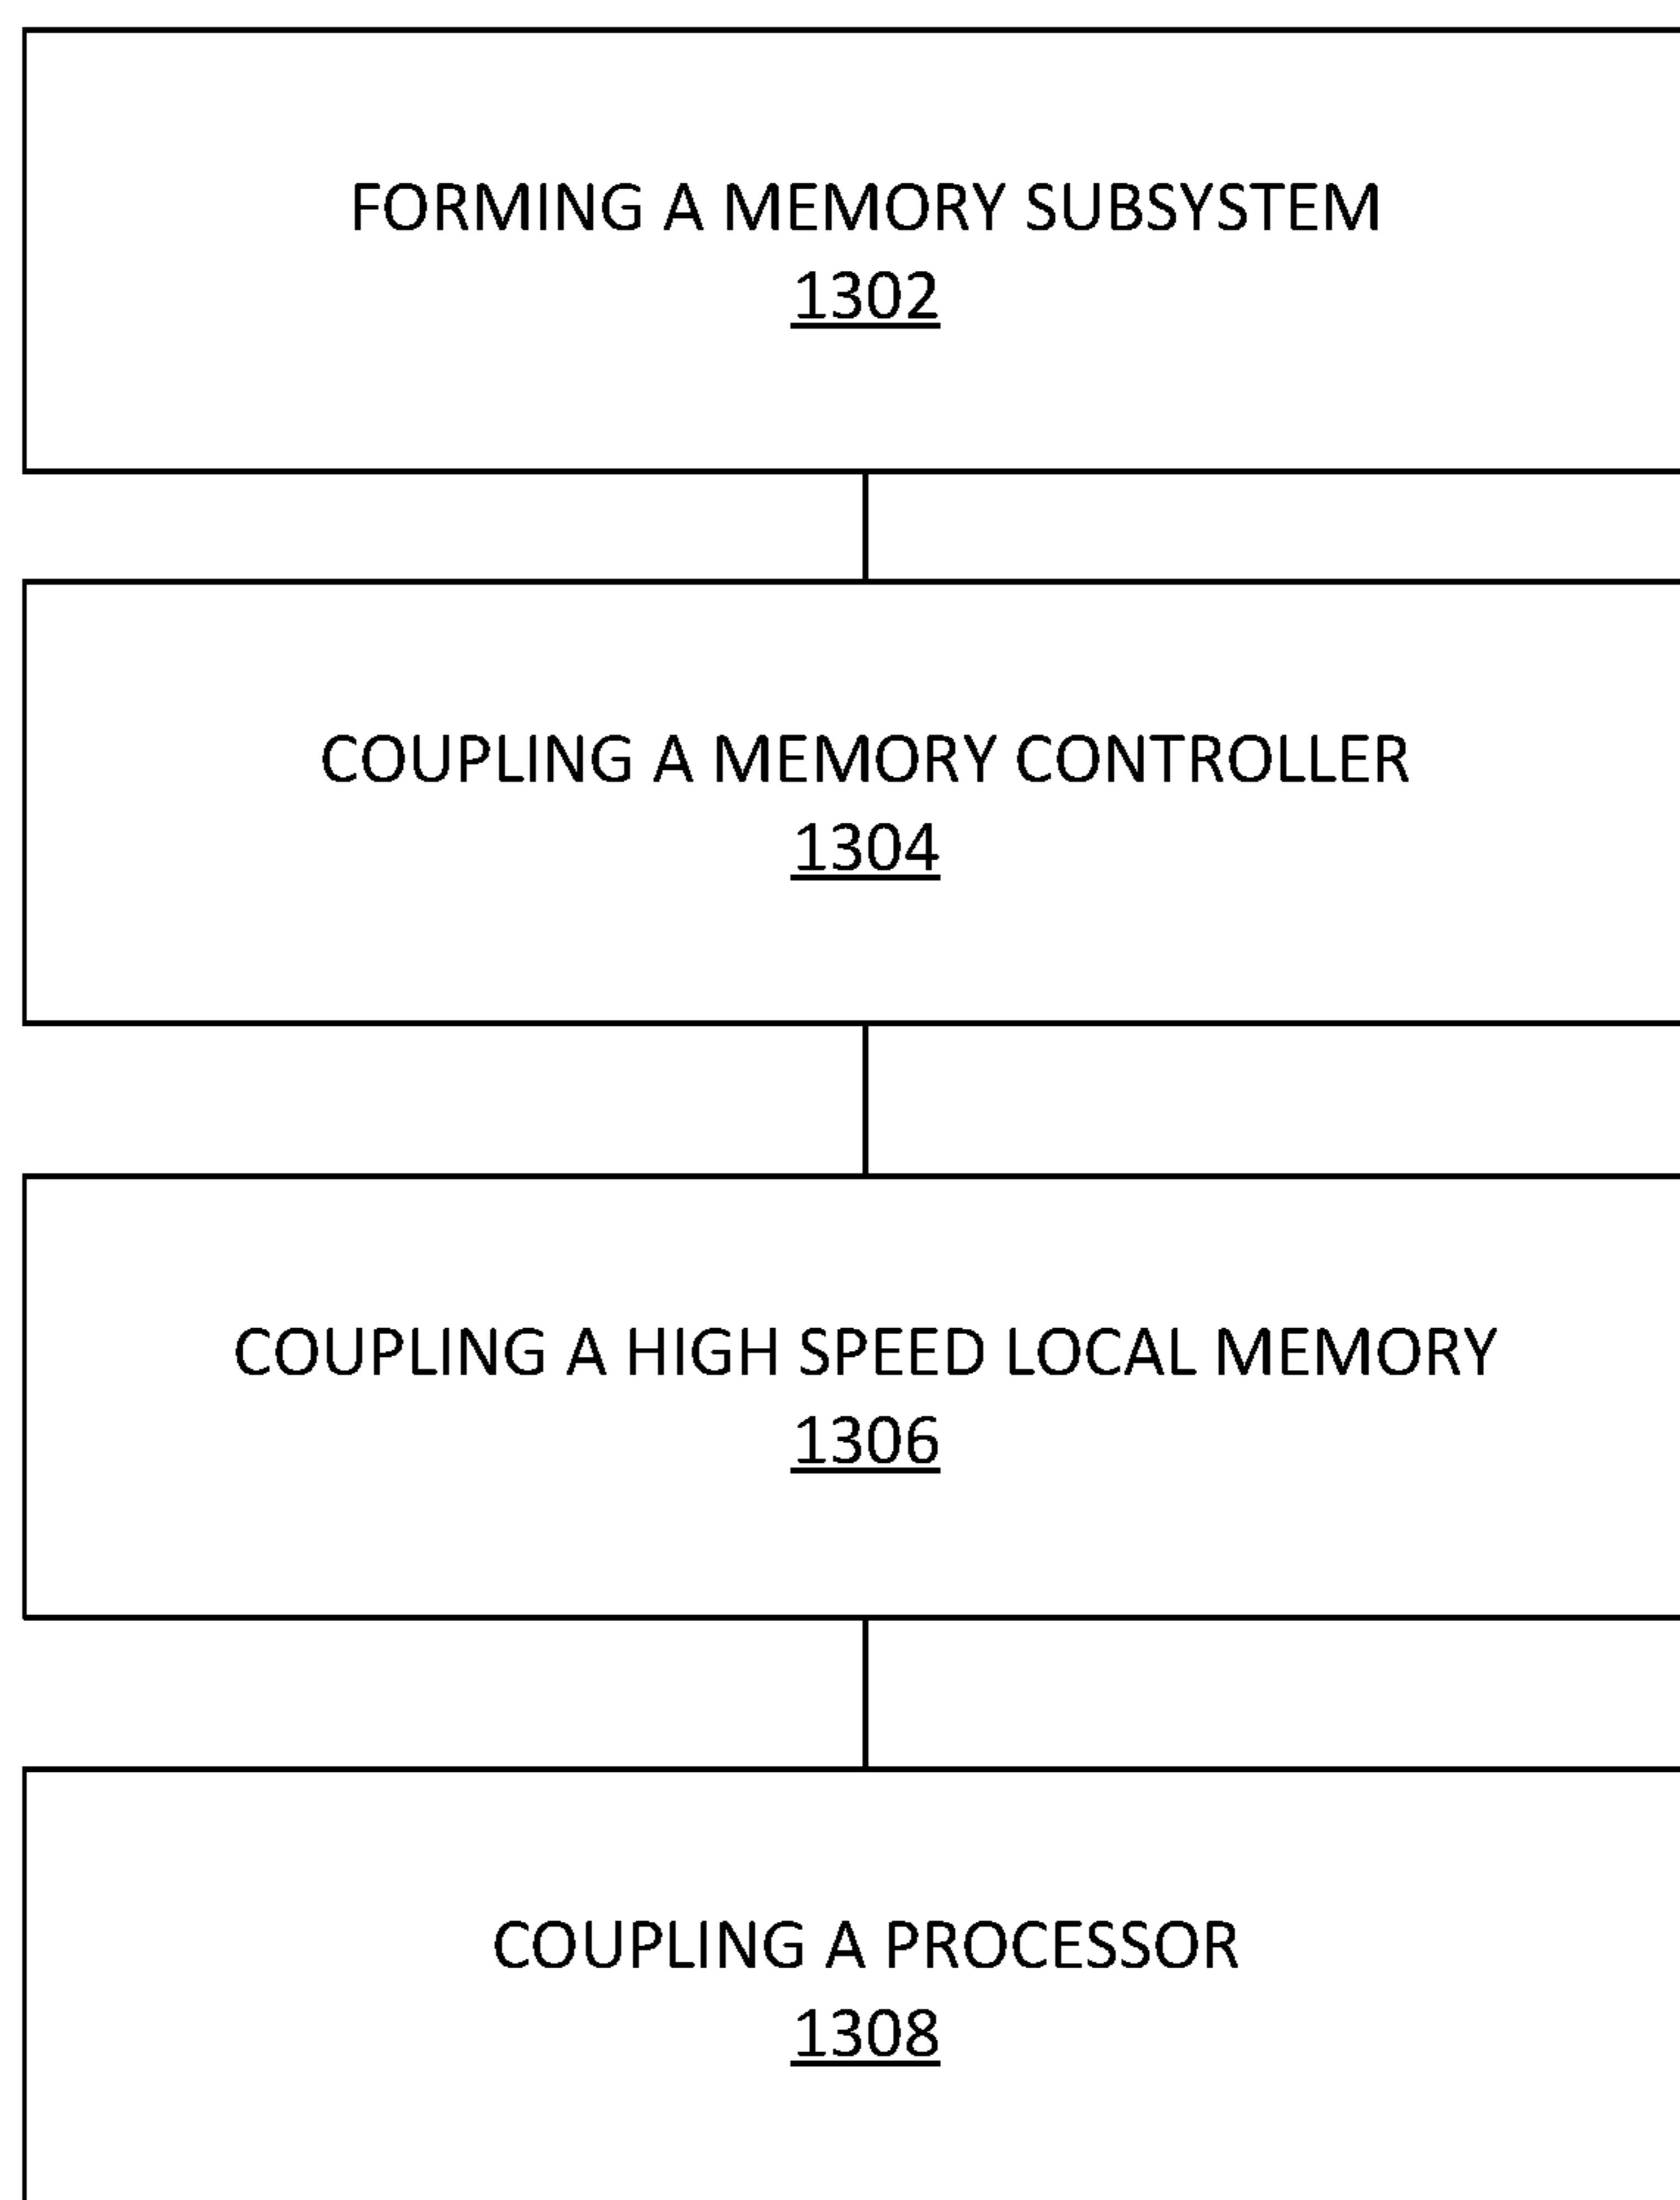 FORMING A MEMORY SUBSYSTEM
1302
COUPLING A MEMORY CONTROLLER
1304
COUPLING A HIGH SPEED LOCAL MEMORY
1306
COUPLING A PROCESSOR
1308